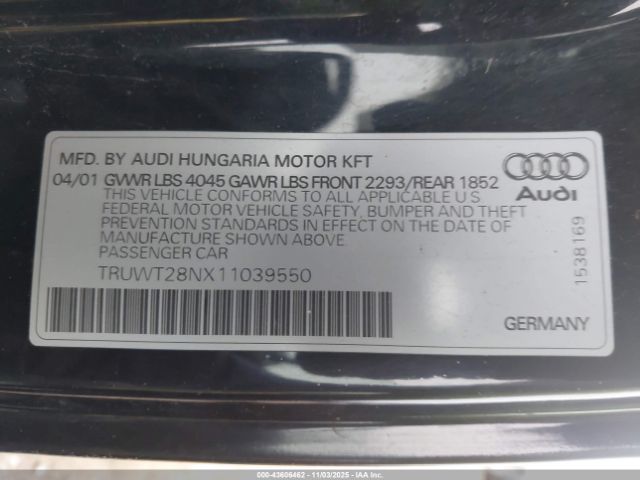 MFD. BY AUDI HUNGARIA MOTOR KFT
04/01 GVWR LBS 4045 GAWR LBS FRONT 2293/REAR 1852
THIS VEHICLE CONFORMS TO ALL APPLICABLE U S
FEDERAL MOTOR VEHICLE SAFETY, BUMPER AND THEFT
PREVENTION STANDARDS IN EFFECT ON THE DATE OF
MANUFACTURE SHOWN ABOVE.
PASSENGER CAR
TRUWT28NX11039550
Audi
1538169
GERMANY
000-43606462 - 11/03/2025 - IAAI.COM